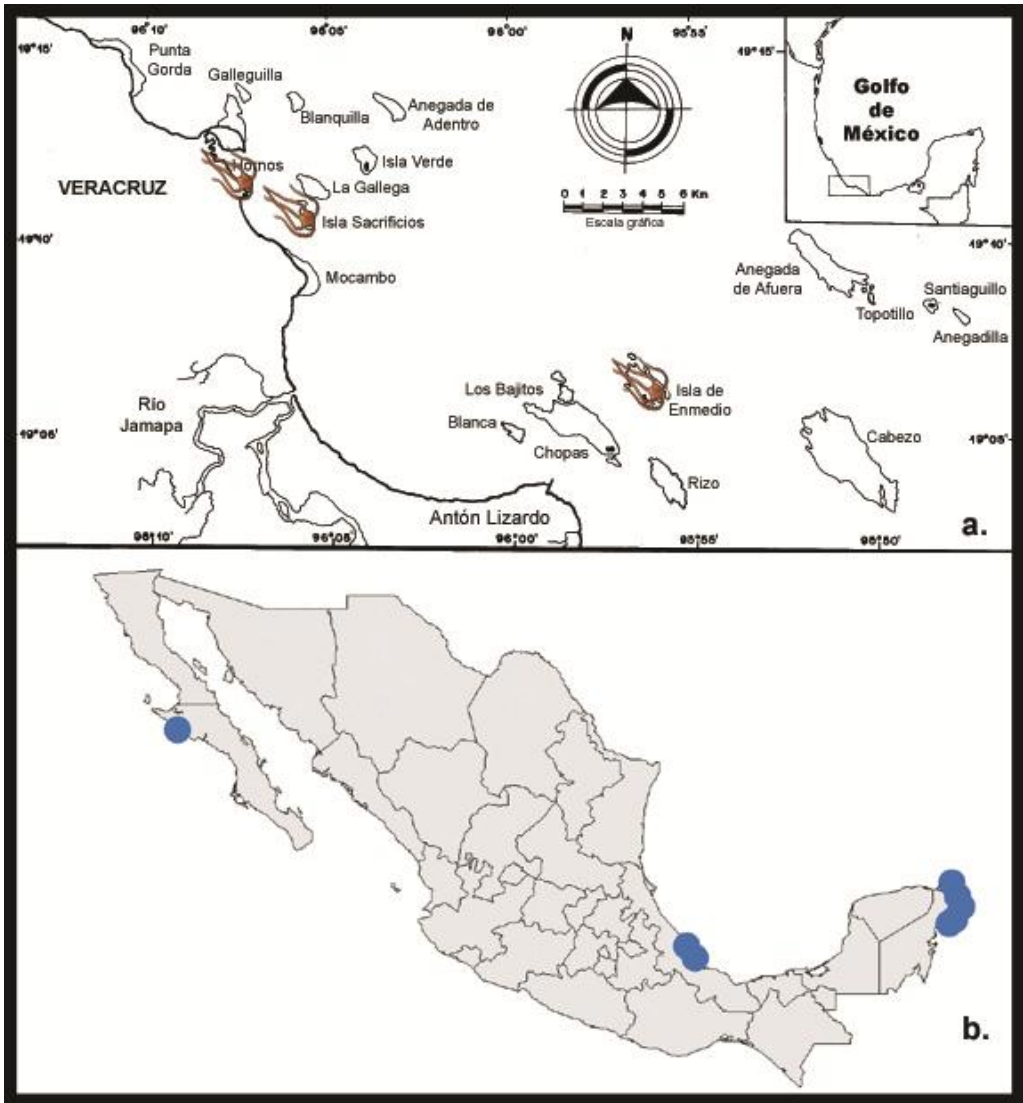 96°10'
96°05'
96°00'
95°55'
19°15'
Punta
Gorda
Galleguilla
Blanquilla
Anegada de
Adentro
N
19°15'
Golfo
de
México
Hornos
Isla Verde
VERACRUZ
La Gallega
Isla Sacrificios
0 1 2 3 4 5 6 Km
Escala gráfica
19°10'
19°10'
Mocambo
Anegada
de Afuera
Topotillo
Santiaguillo
Anegadilla
Río
Jamapa
Los Bajitos
Isla de
Enmedio
Blanca
Chopas
Cabezo
19°05'
19°05'
Rizo
Antón Lizardo
a.
96°10'
96°05'
96°00'
95°55'
95°50'
b.